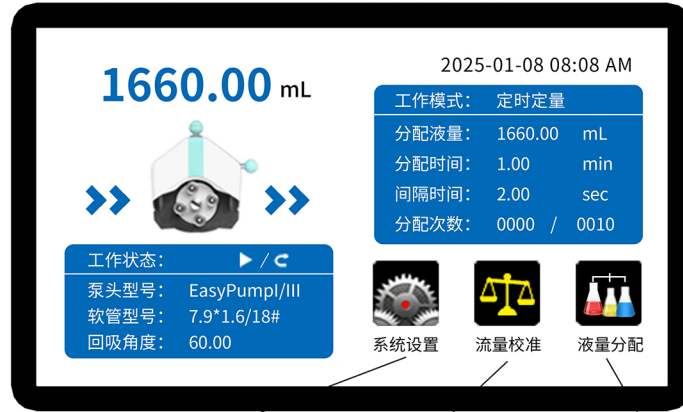 1660.00 mL
2025-01-08 08:08 AM
工作模式： 定时定量
分配液量： 1660.00 mL
分配时间： 1.00 min
间隔时间： 2.00 sec
分配次数： 0000 / 0010
工作状态： /
泵头型号： EasyPumpI/III
软管型号： 7.9*1.6/18#
回吸角度： 60.00
系统设置
流量校准
液量分配